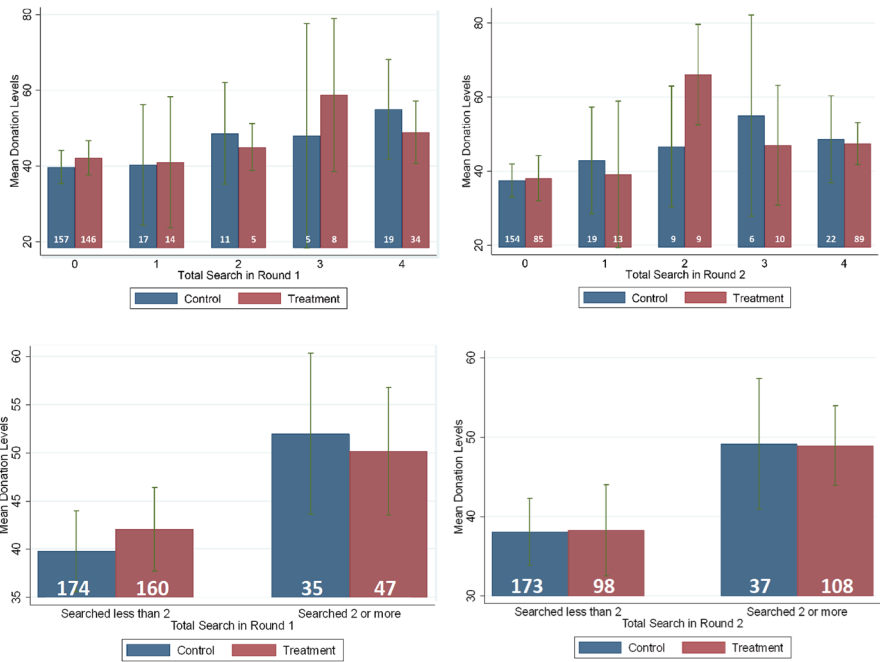 Mean Donation Levels
80
60
40
20
157 146 17 14 11 5 5 8 19 34
0 1 2 3 4
Total Search in Round 1
Control Treatment
Mean Donation Levels
80
60
40
20
154 85 19 13 9 9 6 10 22 89
0 1 2 3 4
Total Search in Round 2
Control Treatment
Mean Donation Levels
60
55
50
45
40
35
174 160 35 47
Searched less than 2 Searched 2 or more
Total Search in Round 1
Control Treatment
Mean Donation Levels
60
50
40
30
173 98 37 108
Searched less than 2 Searched 2 or more
Total Search in Round 2
Control Treatment